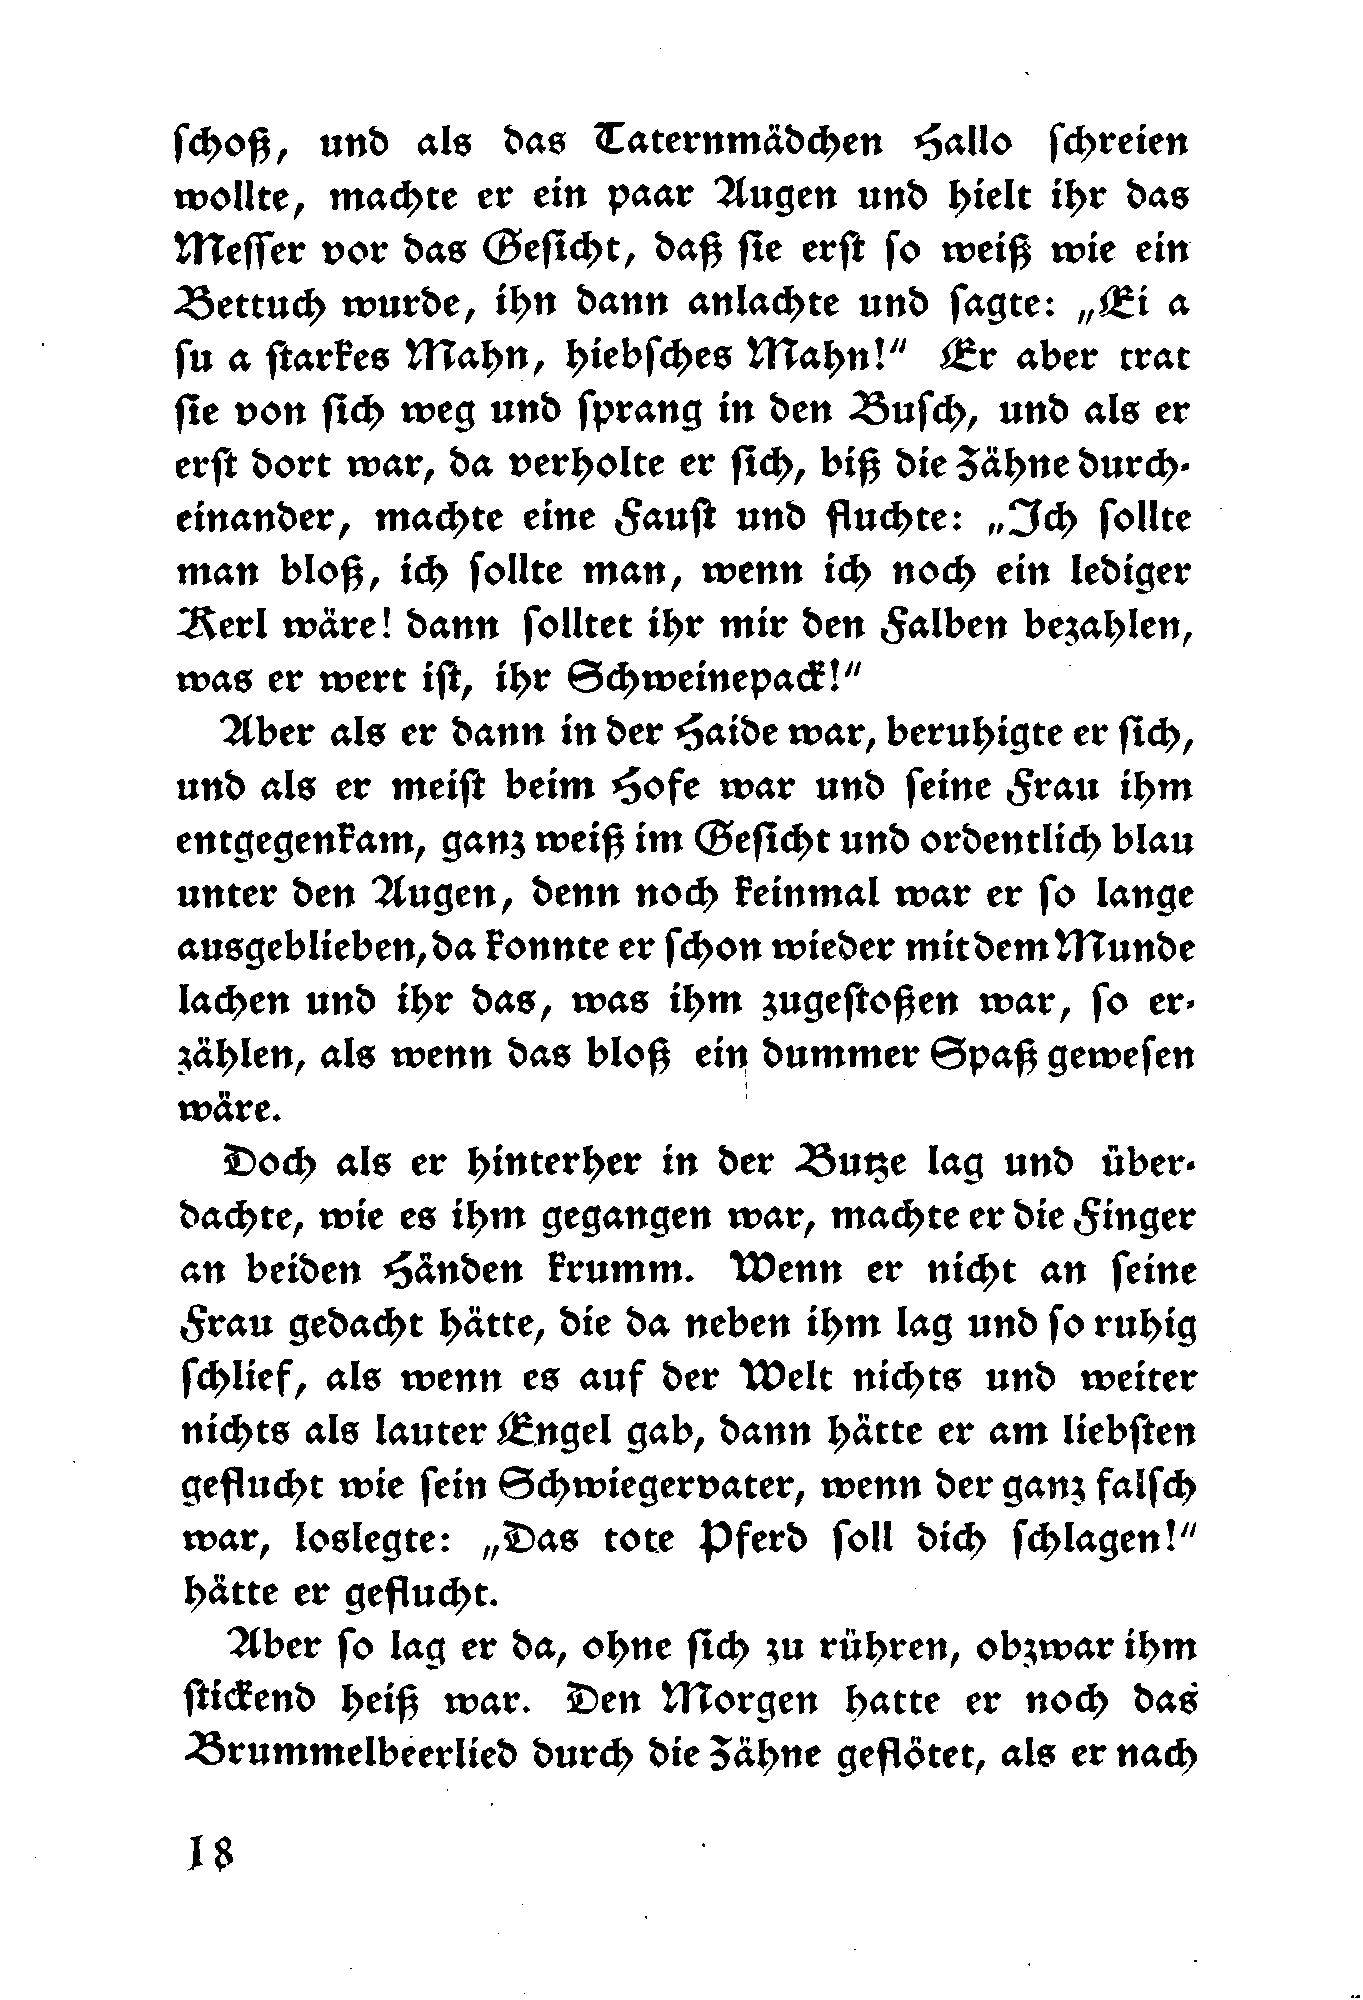 schoß, und als das Taternmädchen Hallo schreien
wollte, machte er ein paar Augen und hielt ihr das
Messer vor das Gesicht, daß sie erst so weiß wie ein
Bettuch wurde, ihn dann anlachte und sagte: „Ei a
su a starkes Mahn, hiebsches Mahn!“ Er aber trat
sie von sich weg und sprang in den Busch, und als er
erst dort war, da verholte er sich, biß die Zähne durch-
einander, machte eine Faust und fluchte: „Ich sollte
man bloß, ich sollte man, wenn ich noch ein lediger
Kerl wäre! dann solltet ihr mir den Falben bezahlen,
was er wert ist, ihr Schweinepack!“
Aber als er dann in der Haide war, beruhigte er sich,
und als er meist beim Hofe war und seine Frau ihm
entgegenkam, ganz weiß im Gesicht und ordentlich blau
unter den Augen, denn noch keinmal war er so lange
ausgeblieben, da konnte er schon wieder mit dem Munde
lachen und ihr das, was ihm zugestoßen war, so er-
zählen, als wenn das bloß ein dummer Spaß gewesen
wäre.
Doch als er hinterher in der Butze lag und über-
dachte, wie es ihm gegangen war, machte er die Finger
an beiden Händen krumm. Wenn er nicht an seine
Frau gedacht hätte, die da neben ihm lag und so ruhig
schlief, als wenn es auf der Welt nichts und weiter
nichts als lauter Engel gab, dann hätte er am liebsten
geflucht wie sein Schwiegervater, wenn der ganz falsch
war, loslegte: „Das tote Pferd soll dich schlagen!“
hätte er geflucht.
Aber so lag er da, ohne sich zu rühren, obzwar ihm
stickend heiß war. Den Morgen hatte er noch das
Brummelbeerlied durch die Zähne geflötet, als er nach
18